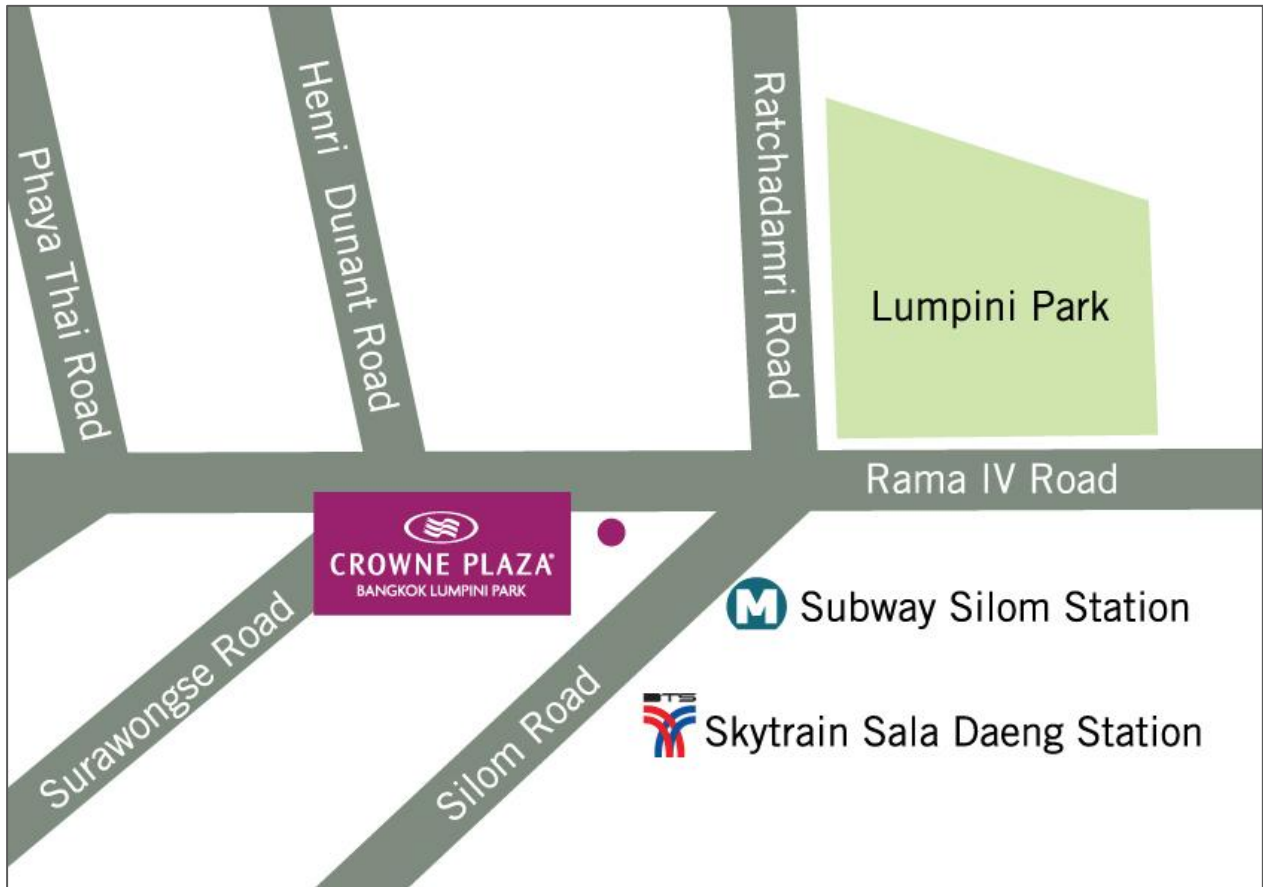 Phaya Thai Road
Henri Dunant Road
Ratchadamri Road
Lumpini Park
Rama IV Road
CROWNE PLAZA®
BANGKOK LUMPINI PARK
Surawongse Road
Silom Road
M Subway Silom Station
BTS
Skytrain Sala Daeng Station